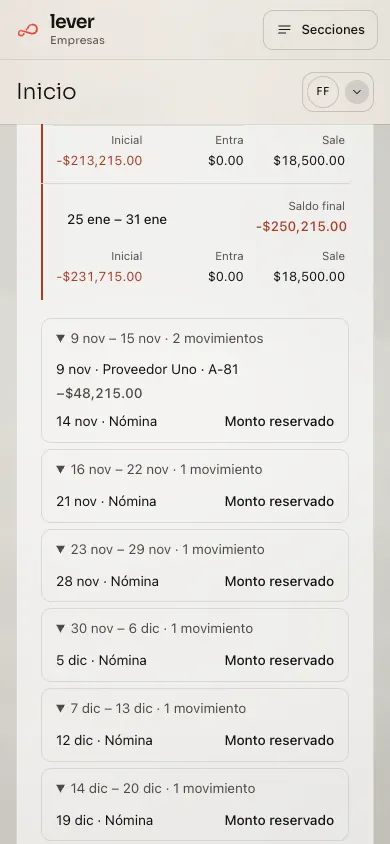 lever
Empresas
Secciones
Inicio
FF
Inicial Entra Sale
-$213,215.00 $0.00 $18,500.00
Saldo final
25 ene – 31 ene
-$250,215.00
Inicial Entra Sale
-$231,715.00 $0.00 $18,500.00
▼ 9 nov – 15 nov · 2 movimientos
9 nov · Proveedor Uno · A-81
−$48,215.00
14 nov · Nómina Monto reservado
▼ 16 nov – 22 nov · 1 movimiento
21 nov · Nómina Monto reservado
▼ 23 nov – 29 nov · 1 movimiento
28 nov · Nómina Monto reservado
▼ 30 nov – 6 dic · 1 movimiento
5 dic · Nómina Monto reservado
▼ 7 dic – 13 dic · 1 movimiento
12 dic · Nómina Monto reservado
▼ 14 dic – 20 dic · 1 movimiento
19 dic · Nómina Monto reservado